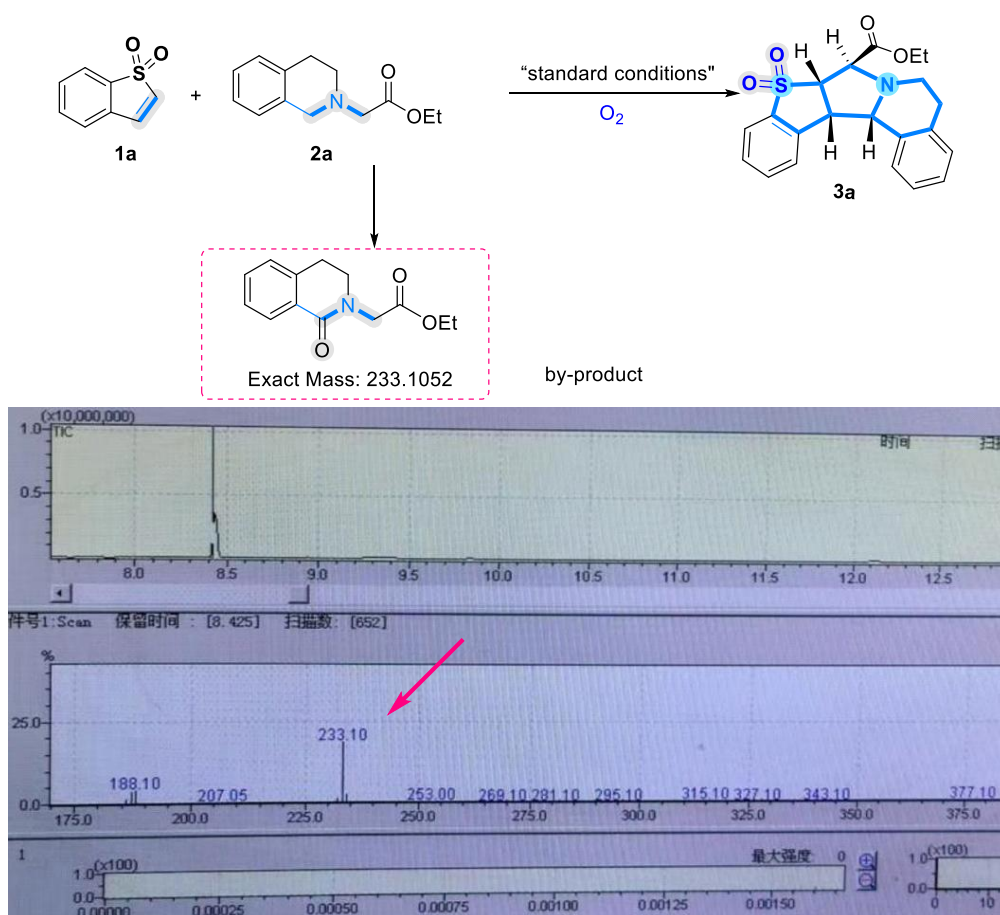 O O
S
1a
+
N
O
OEt
2a
“standard conditions"
O2
O
O
S
H
H
O
OEt
N
H
H
3a
N
O
O
OEt
Exact Mass: 233.1052
by-product
(x10,000,000)
1.0
TIC
时间
0.5
8.0 8.5 9.0 9.5 10.0 10.5 11.0 11.5 12.0 12.5
件号1:Scan 保留时间 : [8.425] 扫描数: [652]
%
25.0
233.10
188.10
207.05 253.00 269.10 281.10 295.10 315.10 327.10 343.10 377.10
0.0
175.0 200.0 225.0 250.0 275.0 300.0 325.0 350.0 375.0
1
(x100)
最大强度: 0
(x100)
1.0
1.0
0.0
0.0
0.00000 0.00025 0.00050 0.00075 0.00100 0.00125 0.00150
0 10